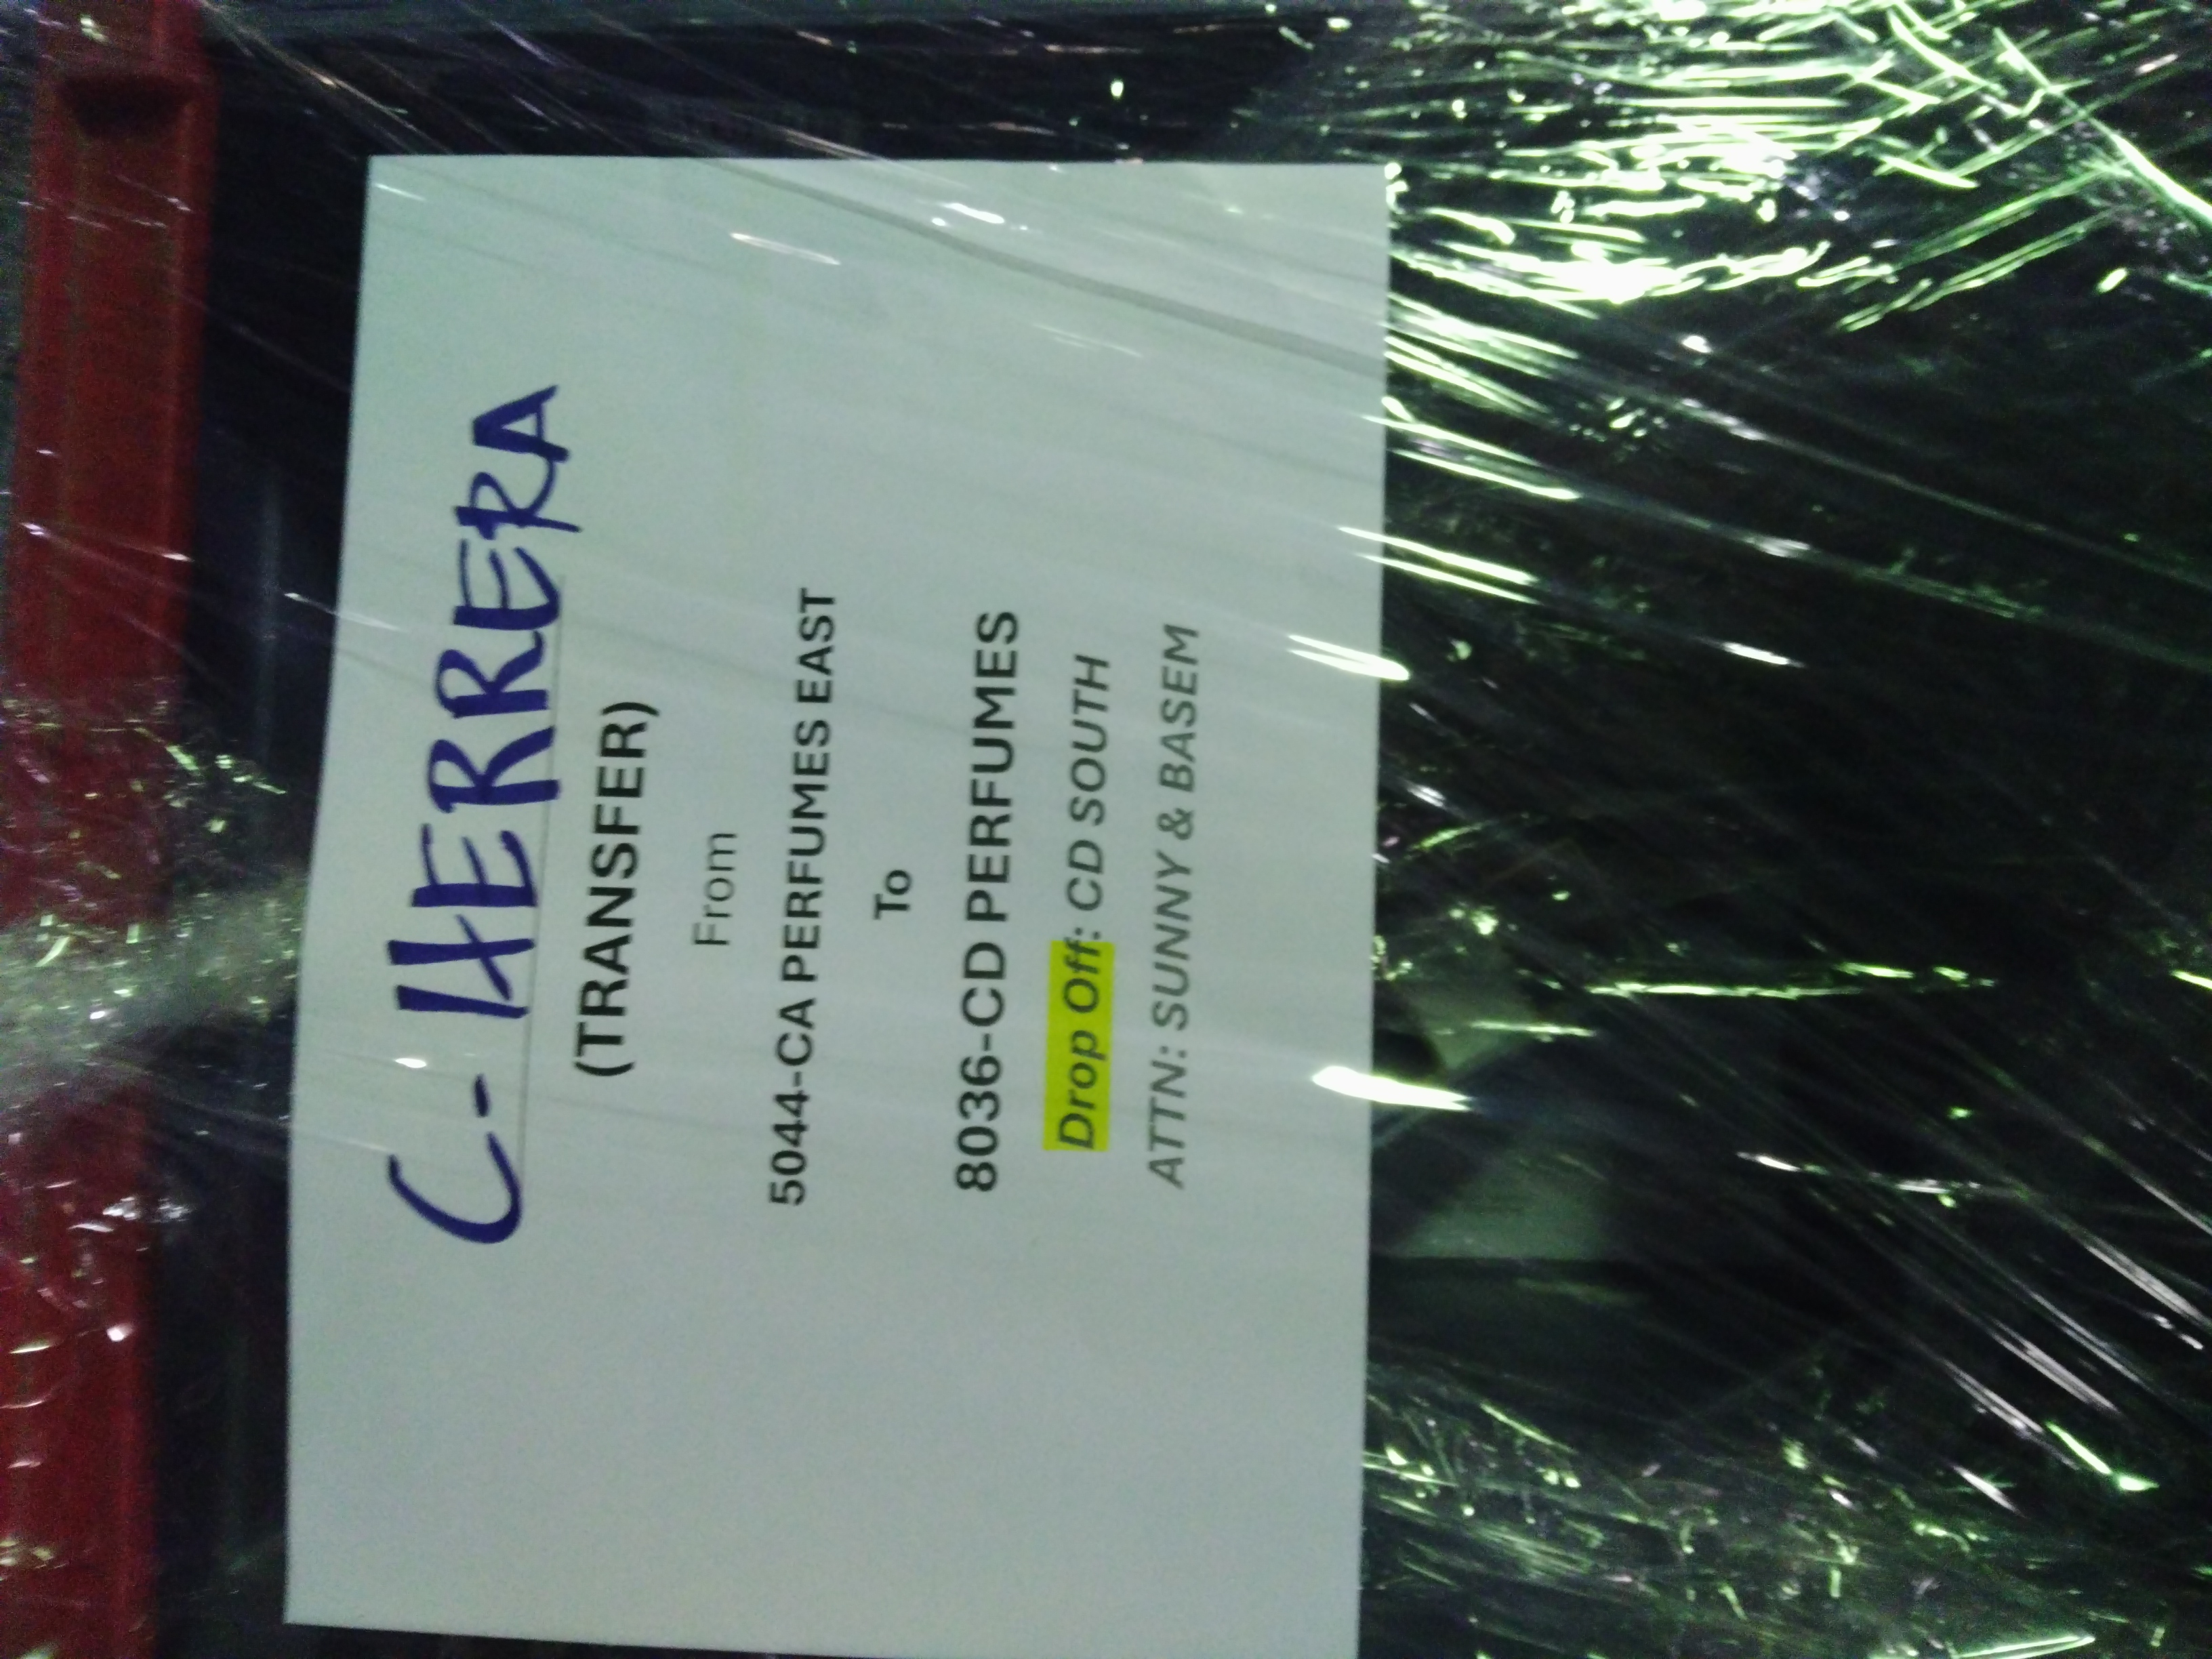 C-HERRERA
(TRANSFER)
From
5044-CA PERFUMES EAST
To
8036-CD PERFUMES
Drop Off: CD SOUTH
ATTN: SUNNY & BASEM